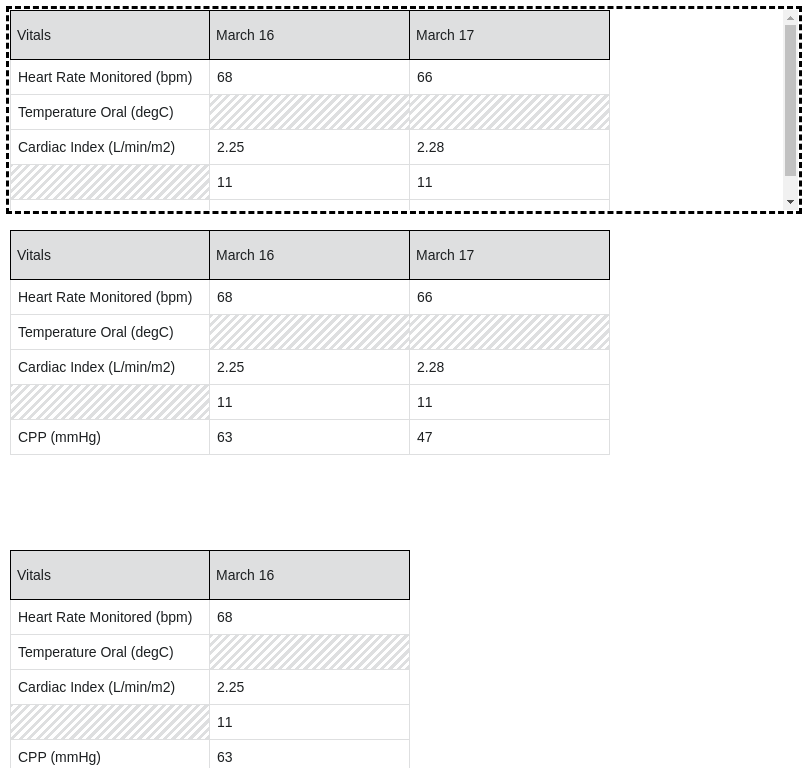 Vitals March 16 March 17
Heart Rate Monitored (bpm) 68 66
Temperature Oral (degC)
Cardiac Index (L/min/m2) 2.25 2.28
11 11
Vitals March 16 March 17
Heart Rate Monitored (bpm) 68 66
Temperature Oral (degC)
Cardiac Index (L/min/m2) 2.25 2.28
11 11
CPP (mmHg) 63 47
Vitals March 16
Heart Rate Monitored (bpm) 68
Temperature Oral (degC)
Cardiac Index (L/min/m2) 2.25
11
CPP (mmHg) 63